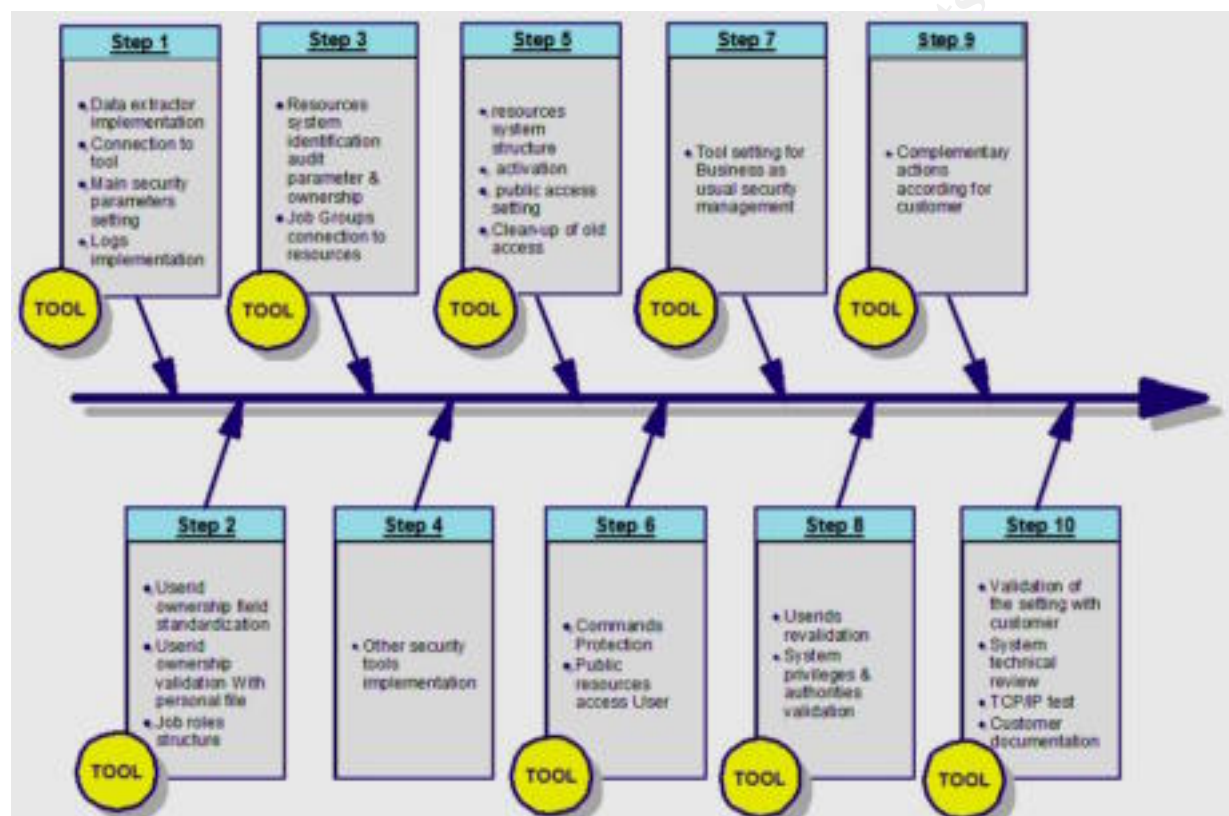 Step 1
Data extractor
implementation
Connection to
tool
Main security
parameters
setting
Logs
implementation
TOOL
Step 3
Resources
system
identification
audit
parameter &
ownership
Job Groups
connection to
resources
TOOL
Step 5
resources
system
structure
activation
public access
setting
Clean-up of old
access
TOOL
Step 7
Tool setting for
Business as
usual security
management
TOOL
Step 9
Complementary
actions
according for
customer
TOOL
Step 2
Userid
ownership field
standardization
Userid
ownership
validation With
personal file
Job roles
structure
TOOL
Step 4
Other security
tools
implementation
Step 6
Commands
Protection
Public
resources
access User
TOOL
Step 8
Userids
revalidation
System
privileges &
authorities
validation
TOOL
Step 10
Validation of
the setting with
customer
System
technical
review
TCP/IP test
Customer
documentation
TOOL